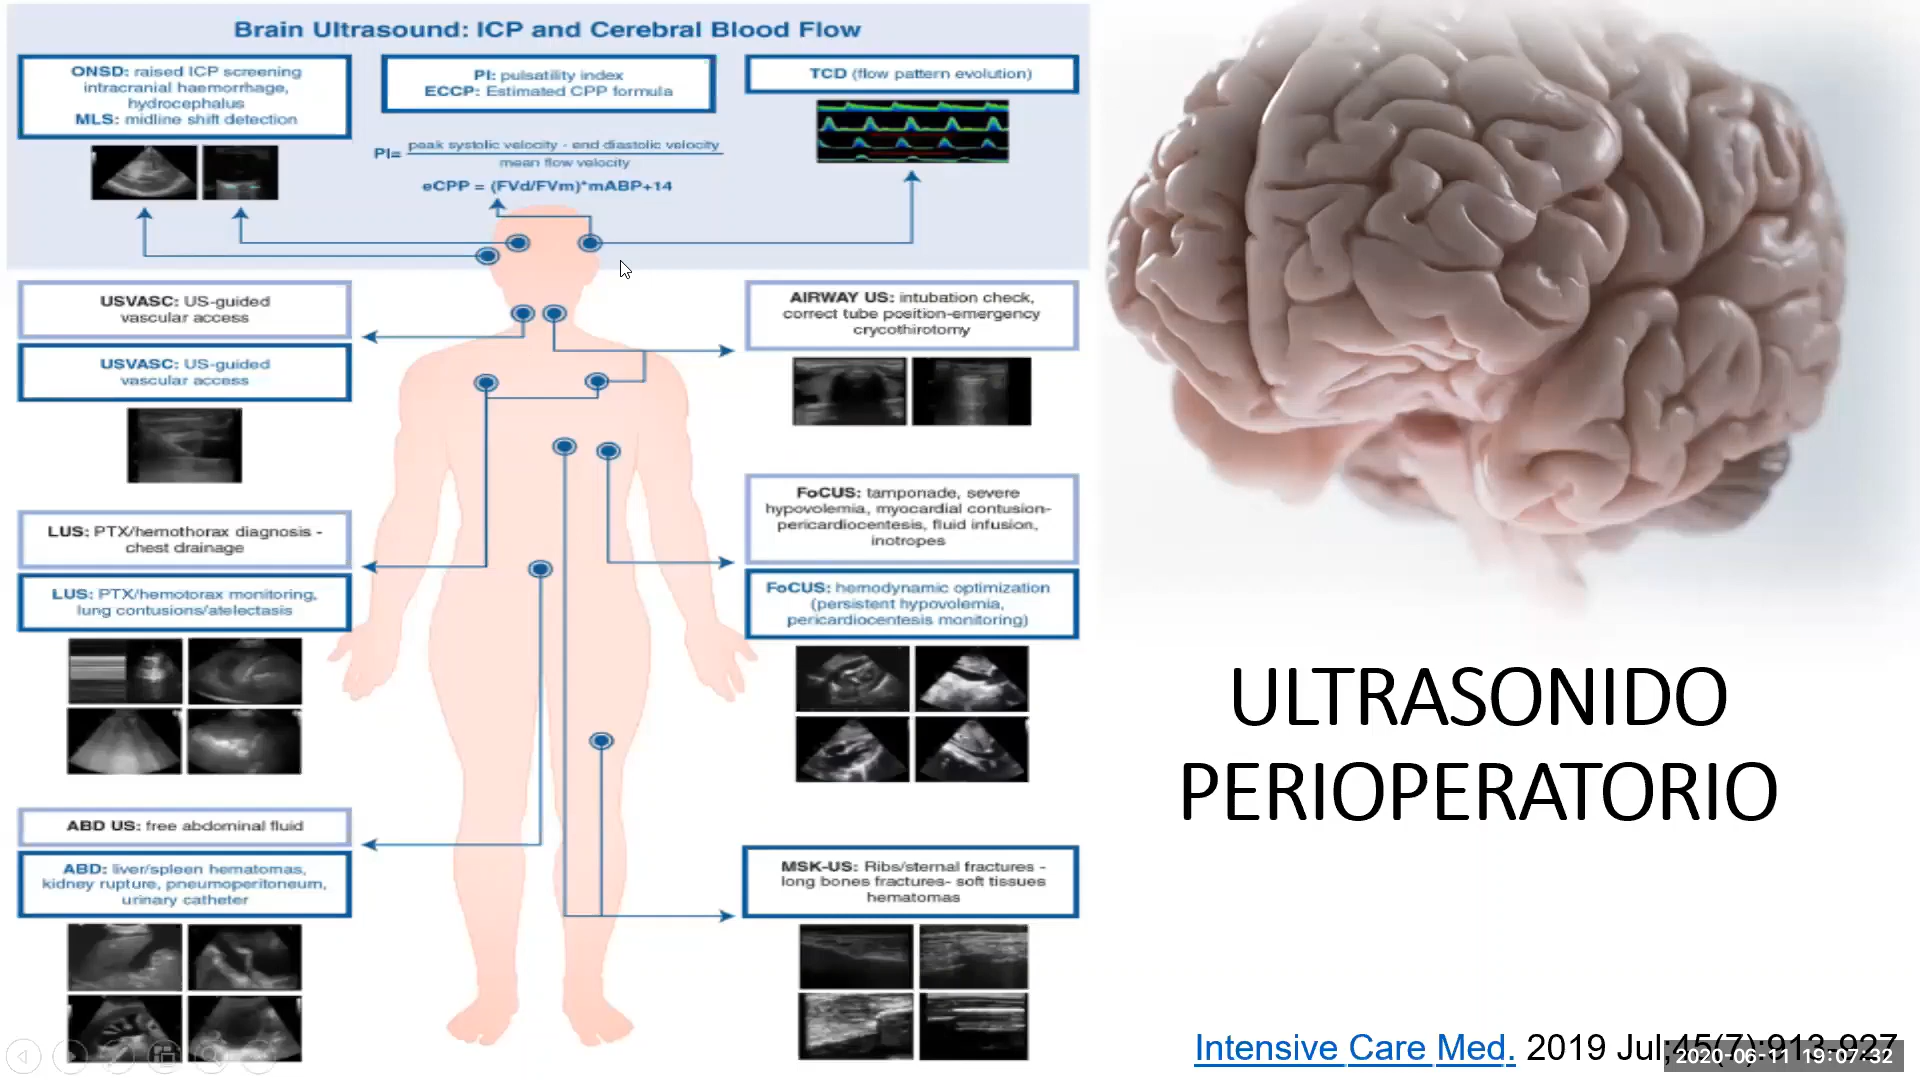 Brain Ultrasound: ICP and Cerebral Blood Flow
ONSD: raised ICP screening
intracranial haemorrhage,
hydrocephalus
MLS: midline shift detection
PI: pulsatility index
ECCP: Estimated CPP formula
PI= peak systolic velocity - end diastolic velocity
mean flow velocity
eCPP = (FVd/FVm)*mABP+14
TCD (flow pattern evolution)
USVASC: US-guided
vascular access
USVASC: US-guided
vascular access
AIRWAY US: intubation check,
correct tube position-emergency
crycothirotomy
LUS: PTX/hemothorax diagnosis -
chest drainage
LUS: PTX/hemotorax monitoring,
lung contusions/atelectasis
FoCUS: tamponade, severe
hypovolemia, myocardial contusion-
pericardiocentesis, fluid infusion,
inotropes
FoCUS: hemodynamic optimization
(persistent hypovolemia,
pericardiocentesis monitoring)
ABD US: free abdominal fluid
ABD: liver/spleen hematomas,
kidney rupture, pneumoperitoneum,
urinary catheter
MSK-US: Ribs/sternal fractures -
long bones fractures- soft tissues
hematomas
ULTRASONIDO
PERIOPERATORIO
Intensive Care Med. 2019 Jul;45(7):913-927
2020-06-11 19:07:32